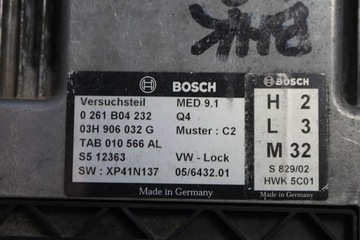 BHK
BOSCH
Versuchsteil MED 9.1
0 261 B04 232 Q4
03H 906 032 G Muster : C2
TAB 010 566 AL
S5 12363 VW - Lock
SW : XP41N137 05/6432.01
Made in Germany
BOSCH
H 2
L 3
M 32
S 829/02
HWK 5C01
Made in Germany